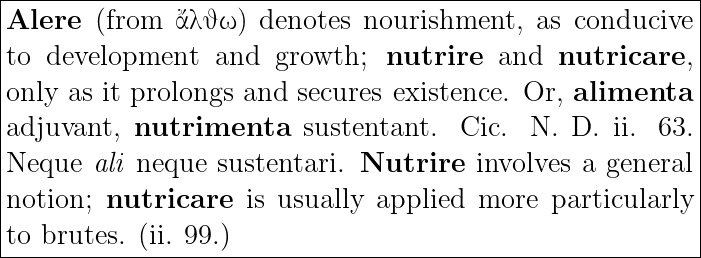 Alere (from ἄλϑω) denotes nourishment, as conducive
to development and growth; nutrire and nutricare,
only as it prolongs and secures existence. Or, alimenta
adjuvant, nutrimenta sustentant. Cic. N. D. ii. 63.
Neque ali neque sustentari. Nutrire involves a general
notion; nutricare is usually applied more particularly
to brutes. (ii. 99.)